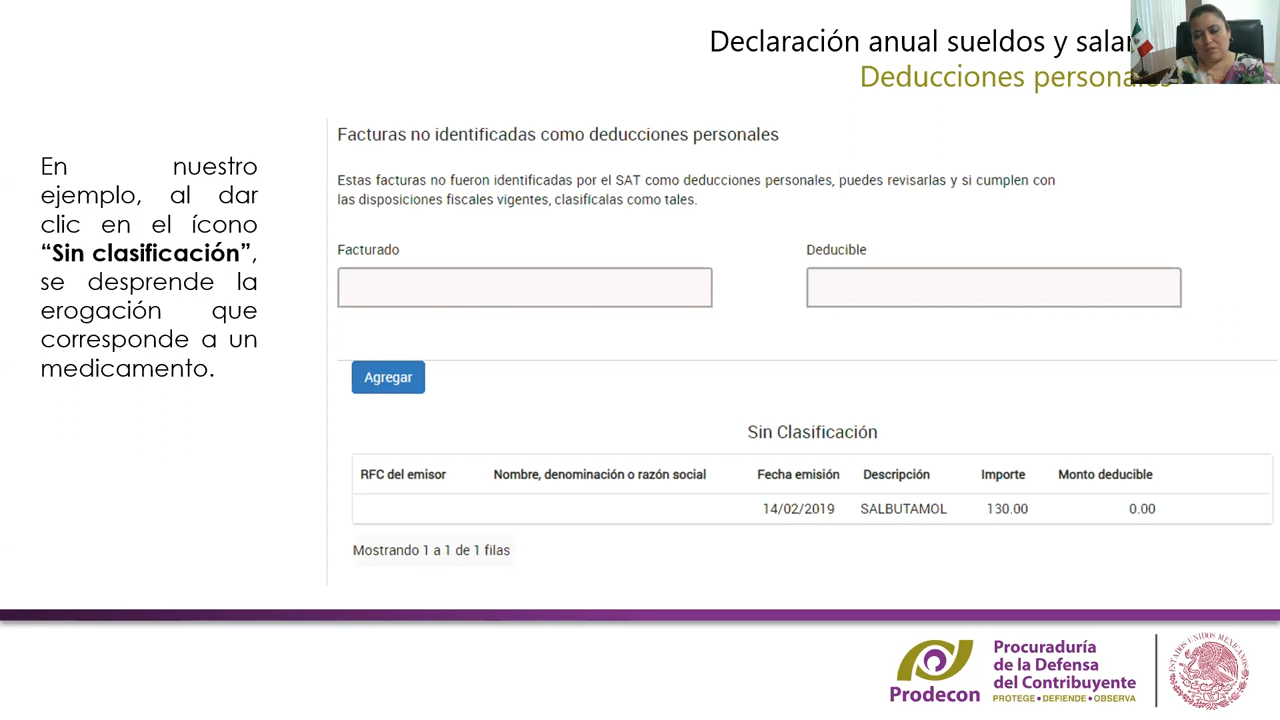 Declaración anual sueldos y salar
Deducciones personales
En nuestro
ejemplo, al dar
clic en el ícono
“Sin clasificación”,
se desprende la
erogación que
corresponde a un
medicamento.
Facturas no identificadas como deducciones personales
Estas facturas no fueron identificadas por el SAT como deducciones personales, puedes revisarlas y si cumplen con
las disposiciones fiscales vigentes, clasifícalas como tales.
Facturado Deducible
Agregar
Sin Clasificación
RFC del emisor Nombre, denominación o razón social Fecha emisión Descripción Importe Monto deducible
14/02/2019 SALBUTAMOL 130.00 0.00
Mostrando 1 a 1 de 1 filas
Prodecon
Procuraduría
de la Defensa
del Contribuyente
PROTEGE • DEFIENDE • OBSERVA
ESTADOS UNIDOS MEXICANOS